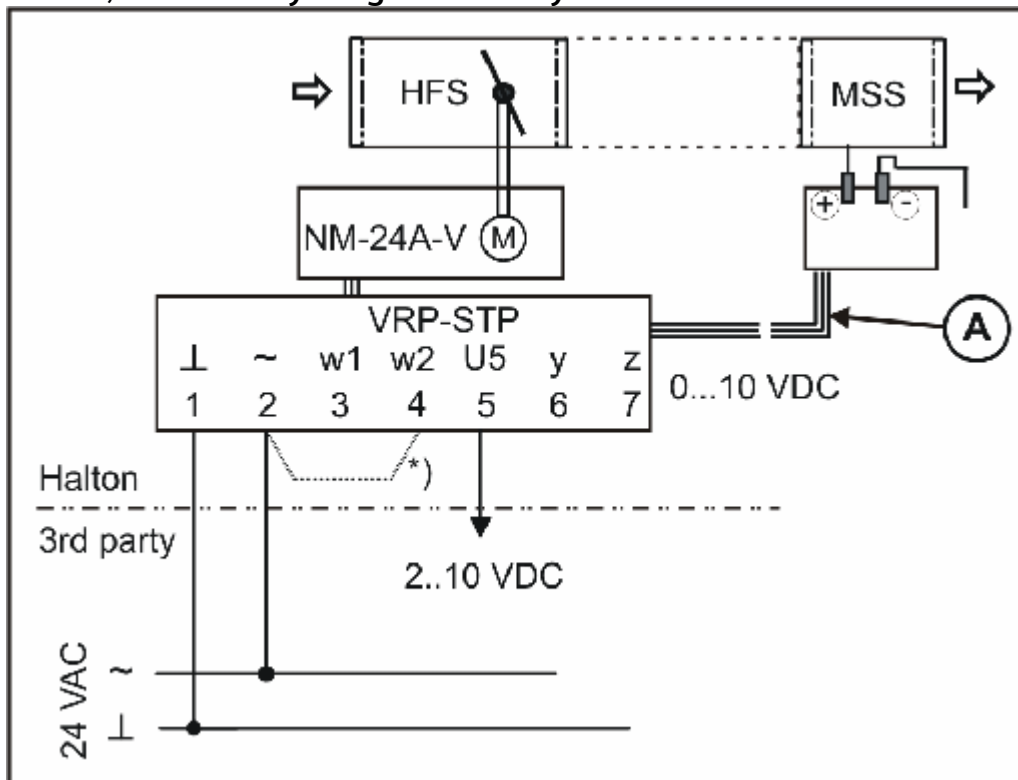 HFS
MSS
+ -
NM-24A-V M
VRP-STP
A
⊥ ~ w1 w2 U5 y z
0...10 VDC
1 2 3 4 5 6 7
*)
Halton
3rd party
2..10 VDC
24 VAC
~
⊥